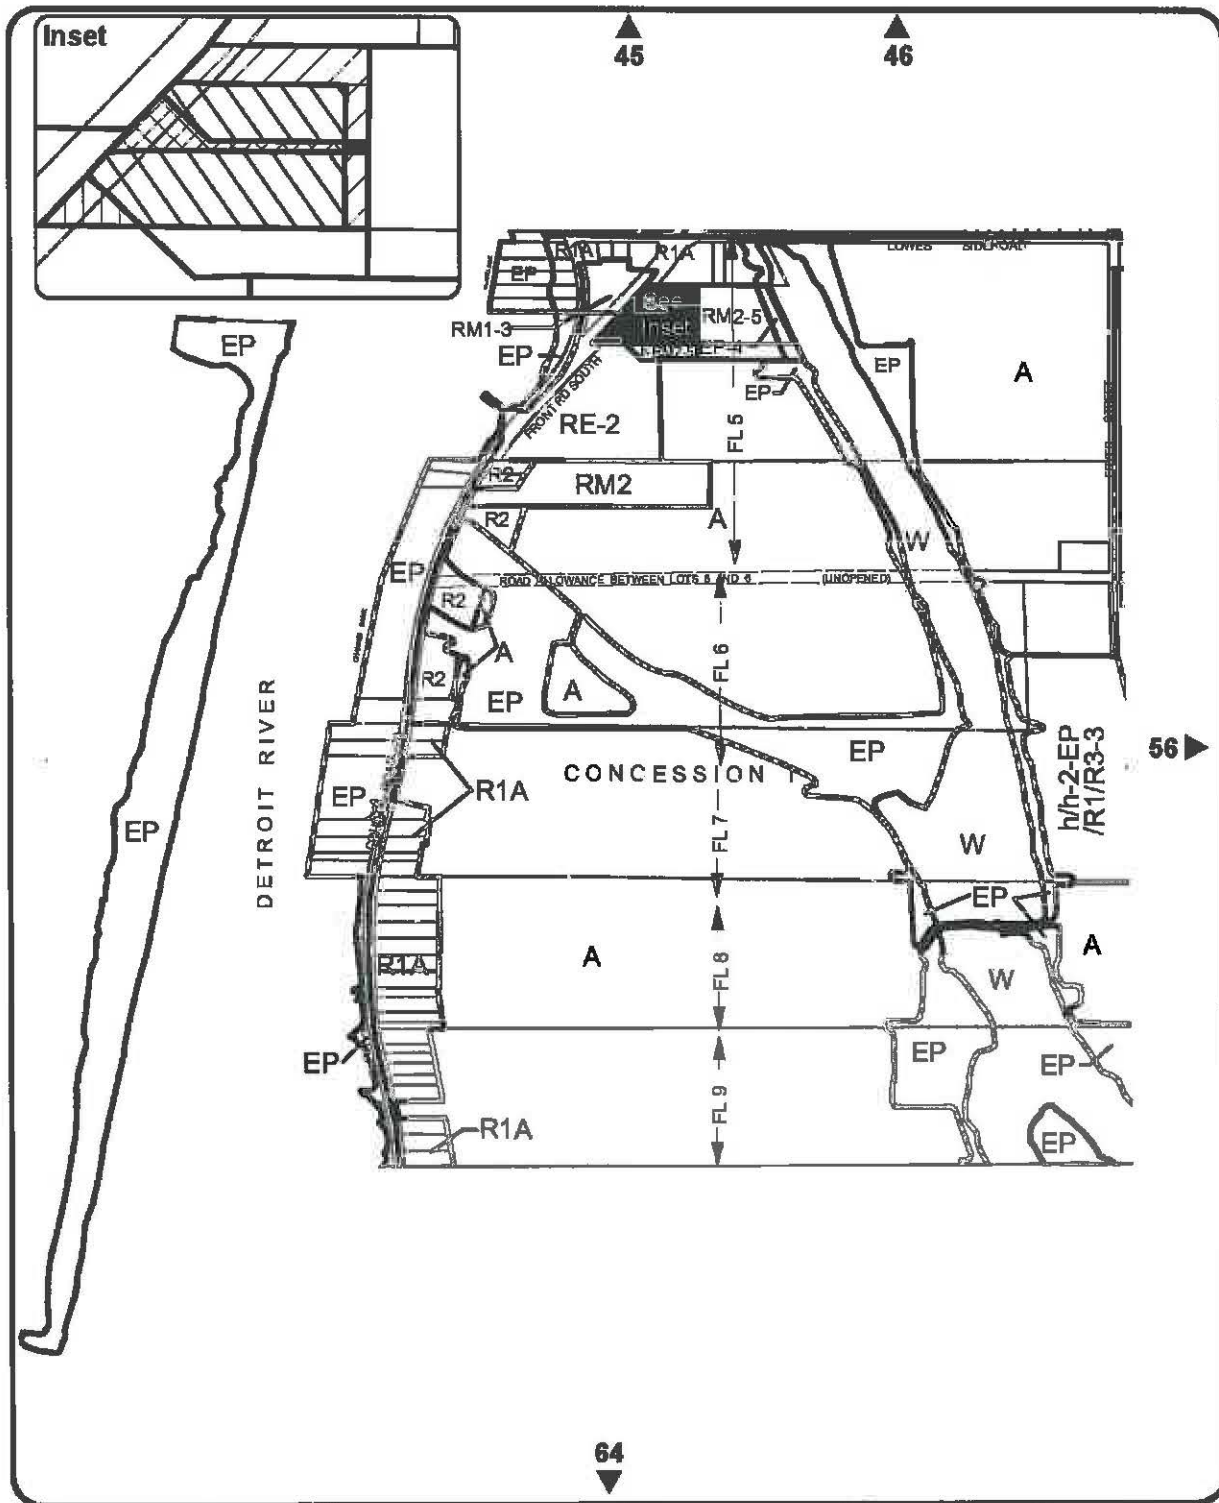 Inset
45
46
LOWES SIDEROAD
R1A
R1A
EP
EP
See
Inset
RM1-3
RM2-5
EP
EP-4
EP
A
EP
FRONT RD SOUTH
RE-2
FL 5
R2
RM2
R2
A
W
EP
ROAD ALLOWANCE BETWEEN LOTS 5 AND 6 (UNOPENED)
R2
A
R2
EP
A
FL 6
DETROIT RIVER
EP
CONCESSION 1
56
h/h-2-EP
/R1/R3-3
EP
R1A
EP
FL 7
W
EP
R1A
A
FL 8
W
A
EP
EP
EP
FL 9
R1A
EP
64